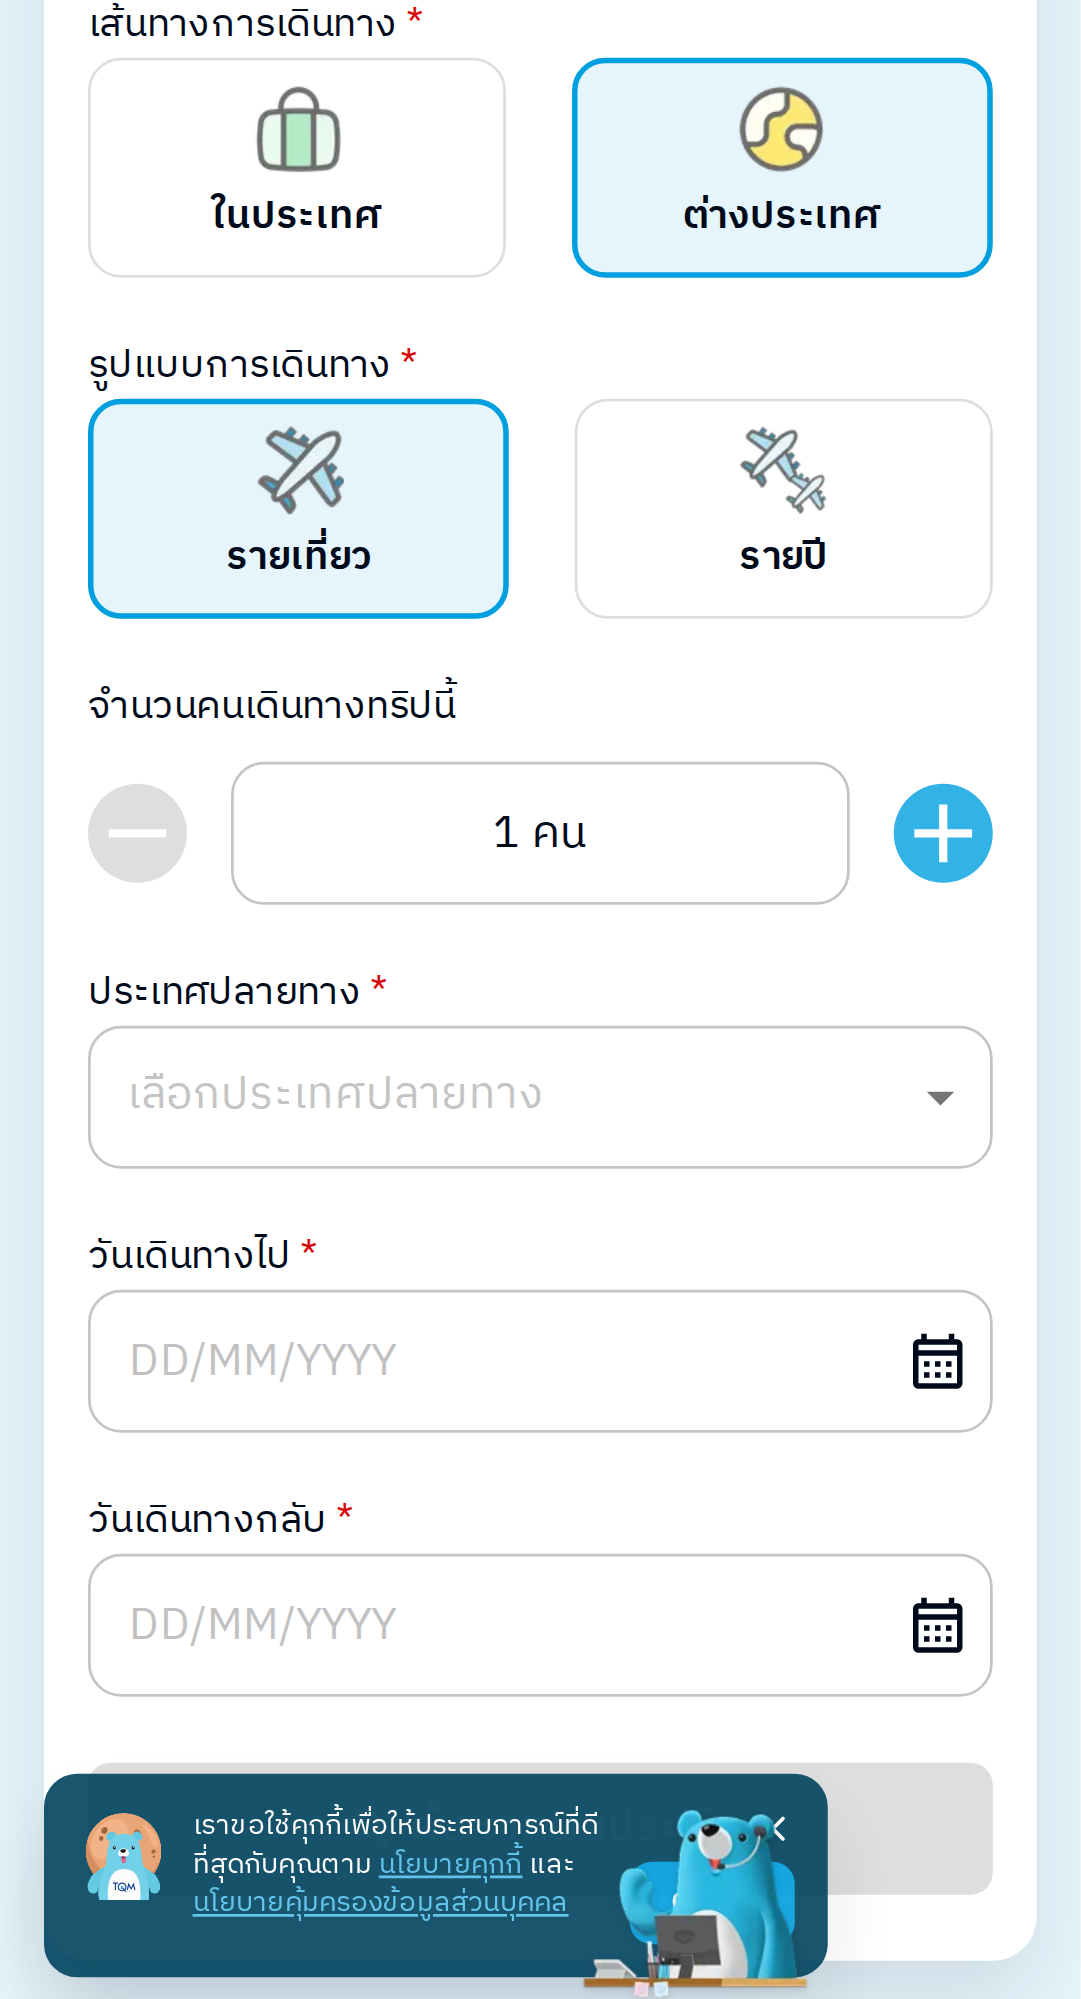 เส้นทางการเดินทาง *
ในประเทศ
ต่างประเทศ
รูปแบบการเดินทาง *
รายเที่ยว
รายปี
จำนวนคนเดินทางทริปนี้
1 คน
ประเทศปลายทาง *
เลือกประเทศปลายทาง
วันเดินทางไป *
DD/MM/YYYY
วันเดินทางกลับ *
DD/MM/YYYY
เราขอใช้คุกกี้เพื่อให้ประสบการณ์ที่ดี
ที่สุดกับคุณตาม นโยบายคุกกี้ และ
นโยบายคุ้มครองข้อมูลส่วนบุคคล
TQM